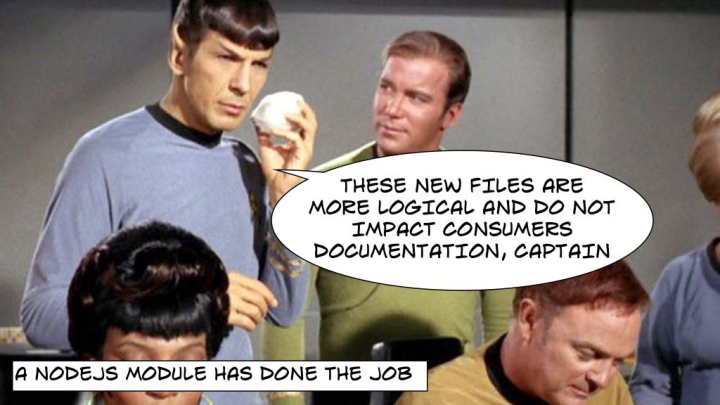 THESE NEW FILES ARE
MORE LOGICAL AND DO NOT
IMPACT CONSUMERS
DOCUMENTATION, CAPTAIN
A NODEJS MODULE HAS DONE THE JOB